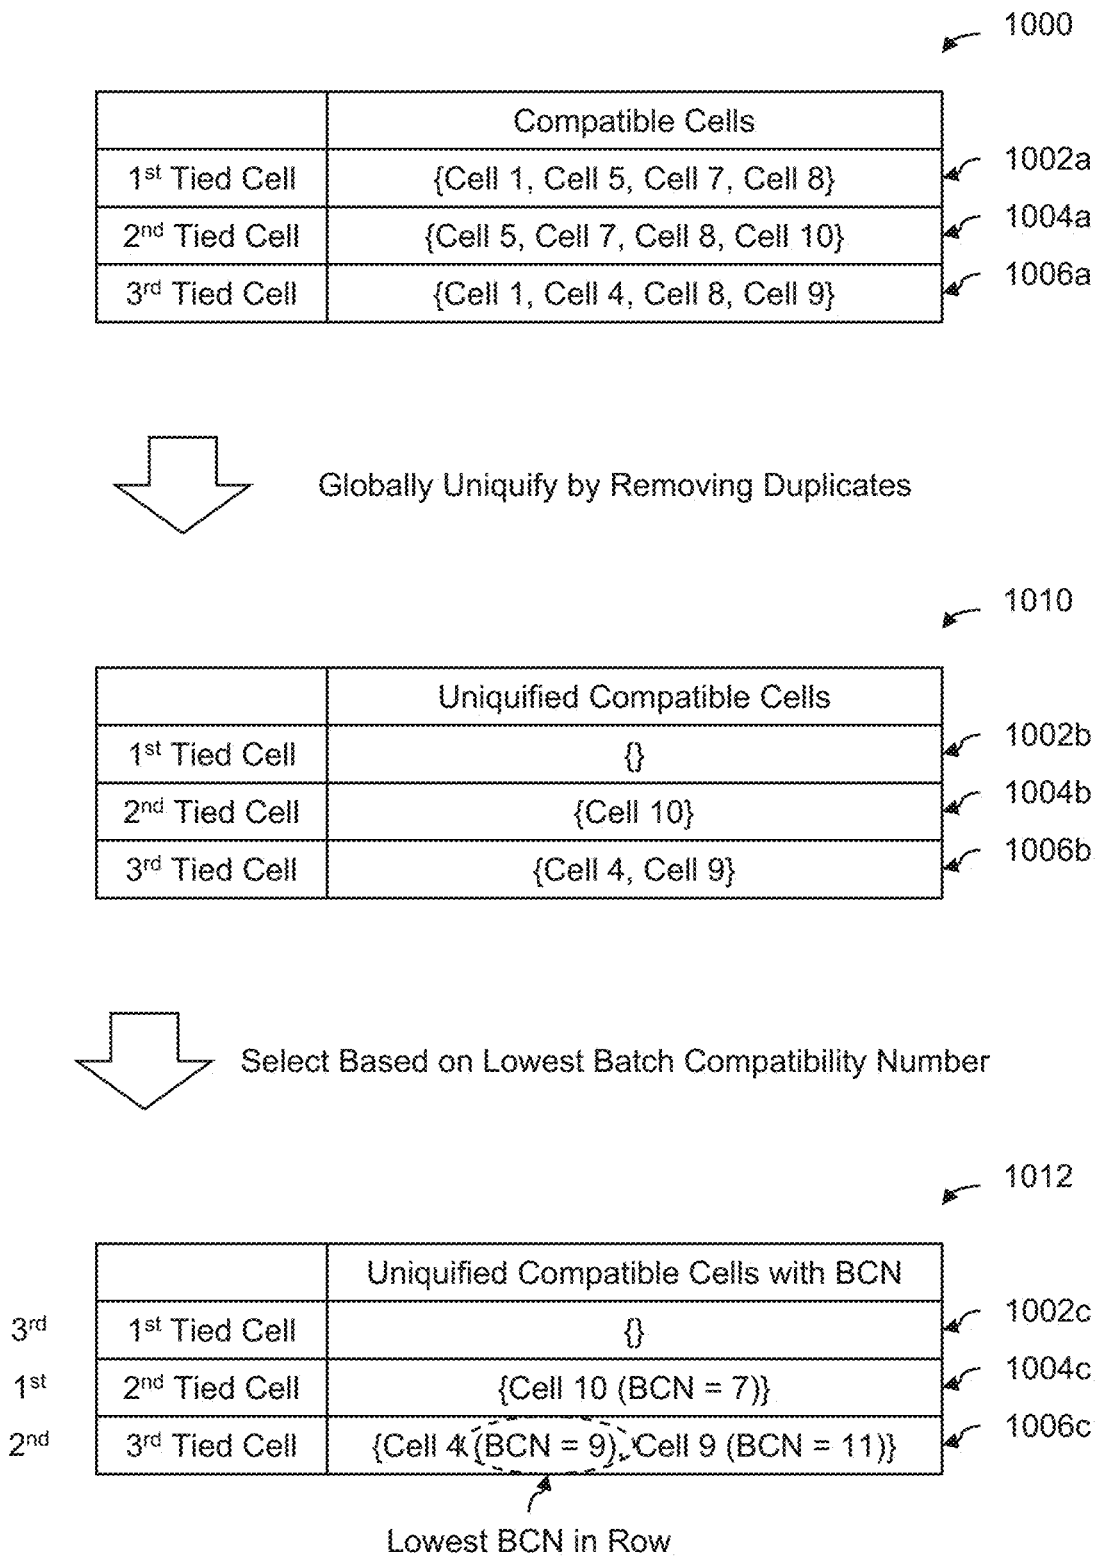 1000
Compatible Cells
1st Tied Cell {Cell 1, Cell 5, Cell 7, Cell 8} 1002a
2nd Tied Cell {Cell 5, Cell 7, Cell 8, Cell 10} 1004a
3rd Tied Cell {Cell 1, Cell 4, Cell 8, Cell 9} 1006a
Globally Uniquify by Removing Duplicates
1010
Uniquified Compatible Cells
1st Tied Cell {} 1002b
2nd Tied Cell {Cell 10} 1004b
3rd Tied Cell {Cell 4, Cell 9} 1006b
Select Based on Lowest Batch Compatibility Number
1012
Uniquified Compatible Cells with BCN
3rd 1st Tied Cell {} 1002c
1st 2nd Tied Cell {Cell 10 (BCN = 7)} 1004c
2nd 3rd Tied Cell {Cell 4 (BCN = 9), Cell 9 (BCN = 11)} 1006c
Lowest BCN in Row